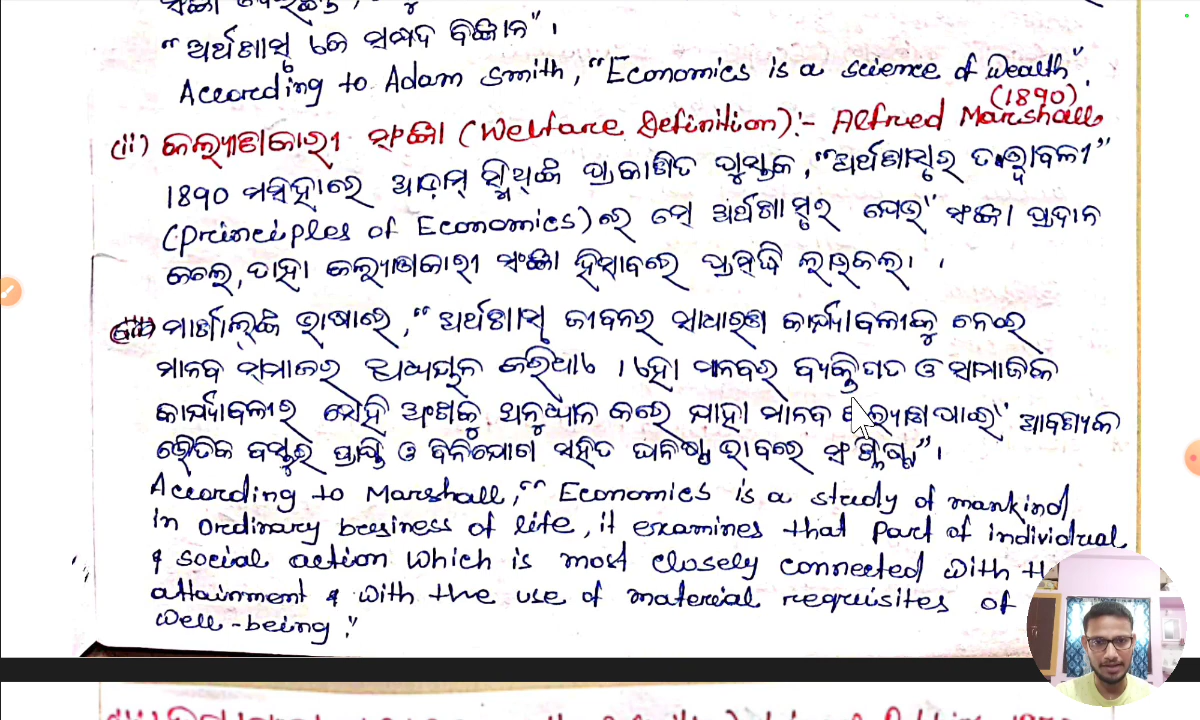 “ଅର୍ଥଶାସ୍ତ୍ର ଏକ ସମ୍ପଦ ବିଜ୍ଞାନ”।
According to Adam Smith, “Economics is a science of Wealth”.
(1890)
(ii) କଲ୍ୟାଣକାରୀ ସଂଜ୍ଞା (Welfare Definition):- Alfred Marshall
1890 ମସିହାରେ ଆଡ଼ାମ୍ ସ୍ମିଥ୍‌ଙ୍କ ପ୍ରକାଶିତ ପୁସ୍ତକ, “ଅର୍ଥଶାସ୍ତ୍ରର ତତ୍ତ୍ୱାବଳୀ”
(Principles of Economics)ରେ ସେ ଅର୍ଥଶାସ୍ତ୍ରର ଯେଉଁ ସଂଜ୍ଞା ପ୍ରଦାନ
କଲେ, ତାହା କଲ୍ୟାଣକାରୀ ସଂଜ୍ଞା ହିସାବରେ ପ୍ରସିଦ୍ଧି ଲାଭକଲା।
ମାର୍ଶାଲ୍‌ଙ୍କ ଭାଷାରେ, “ଅର୍ଥଶାସ୍ତ୍ର ଜୀବନର ସାଧାରଣ କାର୍ଯ୍ୟାବଳୀକୁ ନେଇ
ମାନବ ସମାଜର ଅଧ୍ୟୟନ କରିଥାଏ। ଏହା ମାନବର ବ୍ୟକ୍ତିଗତ ଓ ସାମାଜିକ
କାର୍ଯ୍ୟାବଳୀର ସେହି ଅଂଶକୁ ଅନୁଧ୍ୟାନ କରେ ଯାହା ମାନବ କଲ୍ୟାଣ ପାଇଁ ଆବଶ୍ୟକ
ଭୌତିକ ବସ୍ତୁର ପ୍ରାପ୍ତି ଓ ବିନିଯୋଗ ସହିତ ଘନିଷ୍ଠ ଭାବରେ ସଂଶ୍ଳିଷ୍ଟ”।
According to Marshall, “Economics is a study of mankind
in ordinary business of life, it examines that part of individual
& social action which is most closely connected with
attainment & with the use of material requisites of
well-being.”